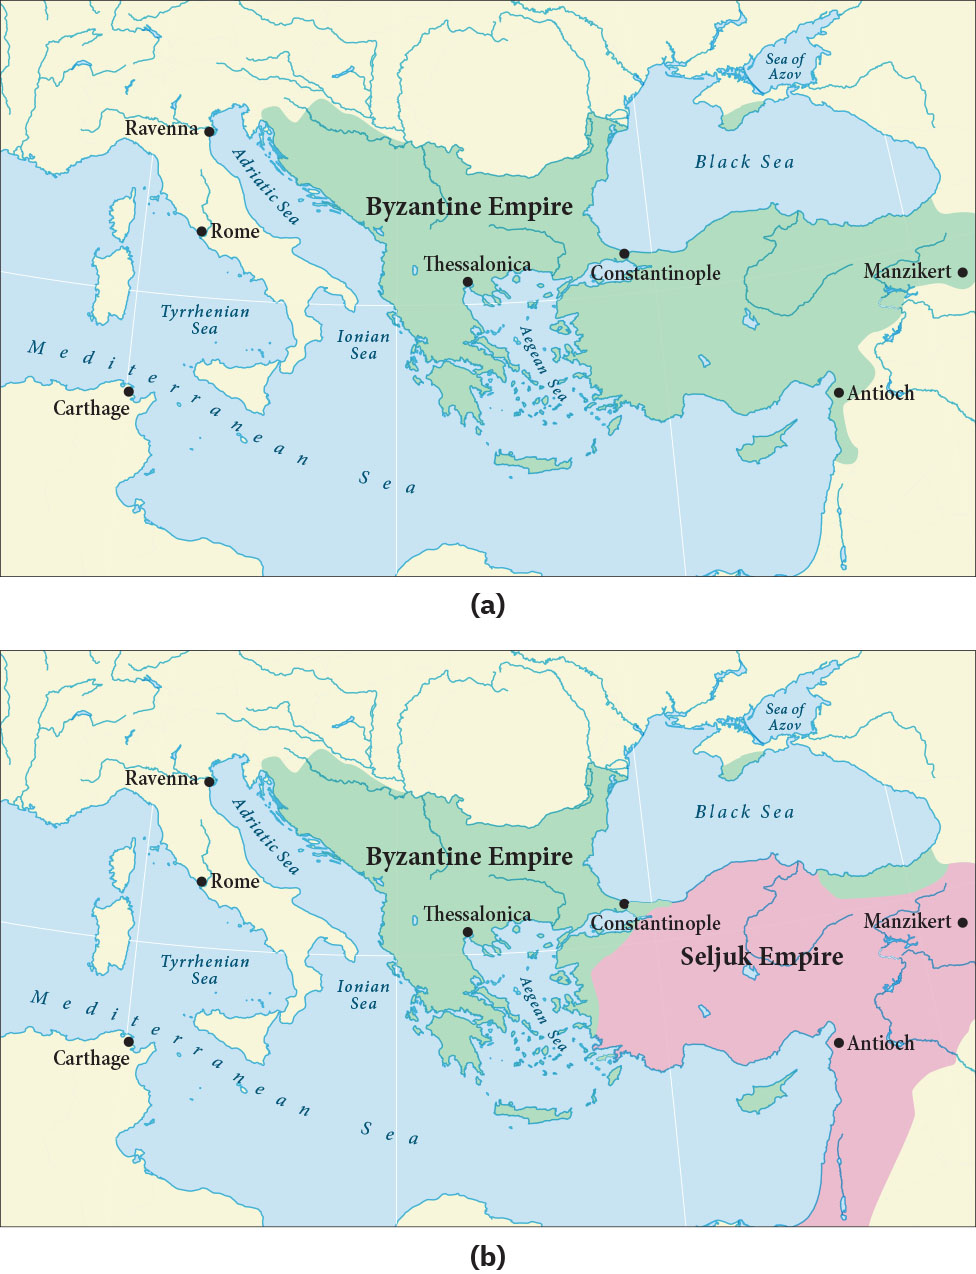 Sea of
Azov
Ravenna
Black Sea
Adriatic Sea
Byzantine Empire
Rome
Constantinople
Thessalonica
Manzikert
Tyrrhenian
Sea
Ionian
Sea
Aegean Sea
Mediterranean Sea
Carthage
Antioch
(a)
Sea of
Azov
Ravenna
Black Sea
Adriatic Sea
Byzantine Empire
Rome
Constantinople
Thessalonica
Manzikert
Seljuk Empire
Tyrrhenian
Sea
Ionian
Sea
Aegean Sea
Mediterranean Sea
Carthage
Antioch
(b)